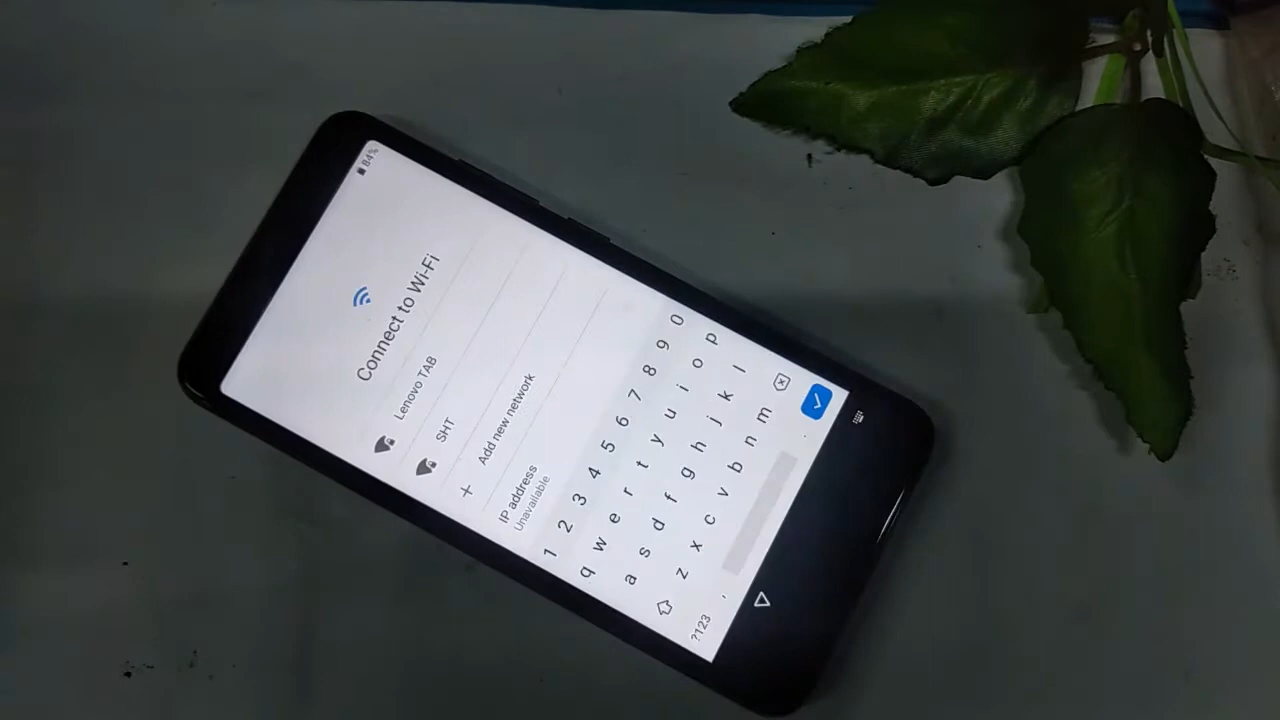 84%
Connect to Wi-Fi
Lenovo TAB
SHT
Add new network
IP address
Unavailable
1 2 3 4 5 6 7 8 9 0
q w e r t y u i o p
a s d f g h j k l
z x c v b n m
?123 , .